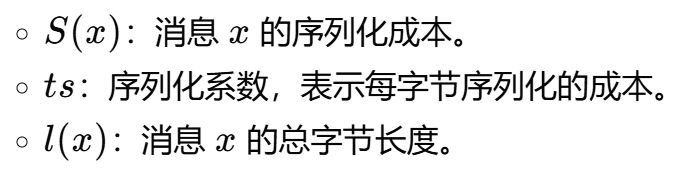 ◦ S(x)：消息 x 的序列化成本。
◦ ts：序列化系数，表示每字节序列化的成本。
◦ l(x)：消息 x 的总字节长度。